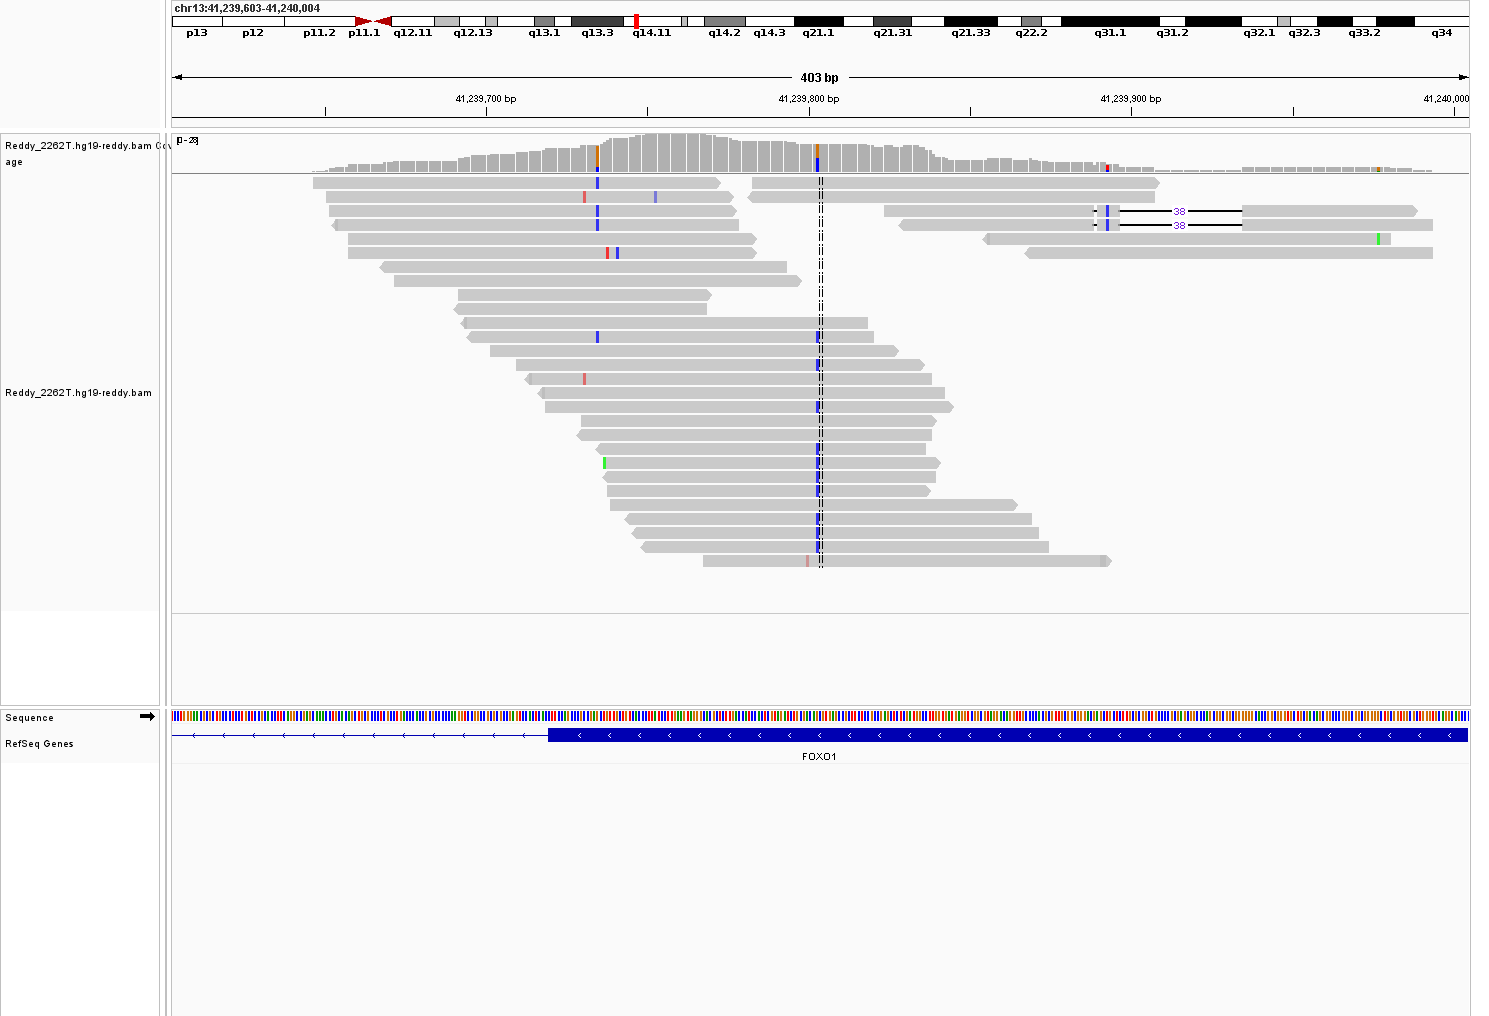 chr13:41,239,603-41,240,004
p13 p12 p11.2 p11.1 q12.11 q12.13 q13.1 q13.3 q14.11 q14.2 q14.3 q21.1 q21.31 q21.33 q22.2 q31.1 q31.2 q32.1 q32.3 q33.2 q34
403 bp
41,239,700 bp 41,239,800 bp 41,239,900 bp 41,240,000
[0-28]
Reddy_2262T.hg19-reddy.bam Cov
age
38
38
Reddy_2262T.hg19-reddy.bam
Sequence
RefSeq Genes
FOXO1